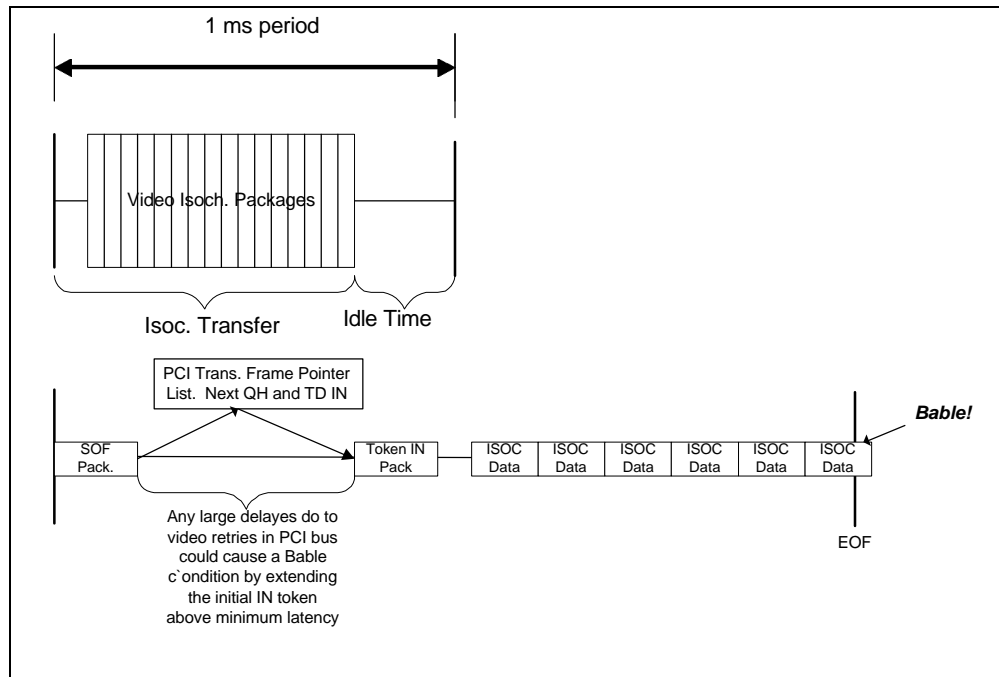 1 ms period
Video Isoch. Packages
Isoc. Transfer
Idle Time
PCI Trans. Frame Pointer
List. Next QH and TD IN
Bable!
SOF
Pack.
Token IN
Pack
ISOC
Data
ISOC
Data
ISOC
Data
ISOC
Data
ISOC
Data
ISOC
Data
Any large delayes do to
video retries in PCI bus
could cause a Bable
c`ondition by extending
the initial IN token
above minimum latency
EOF